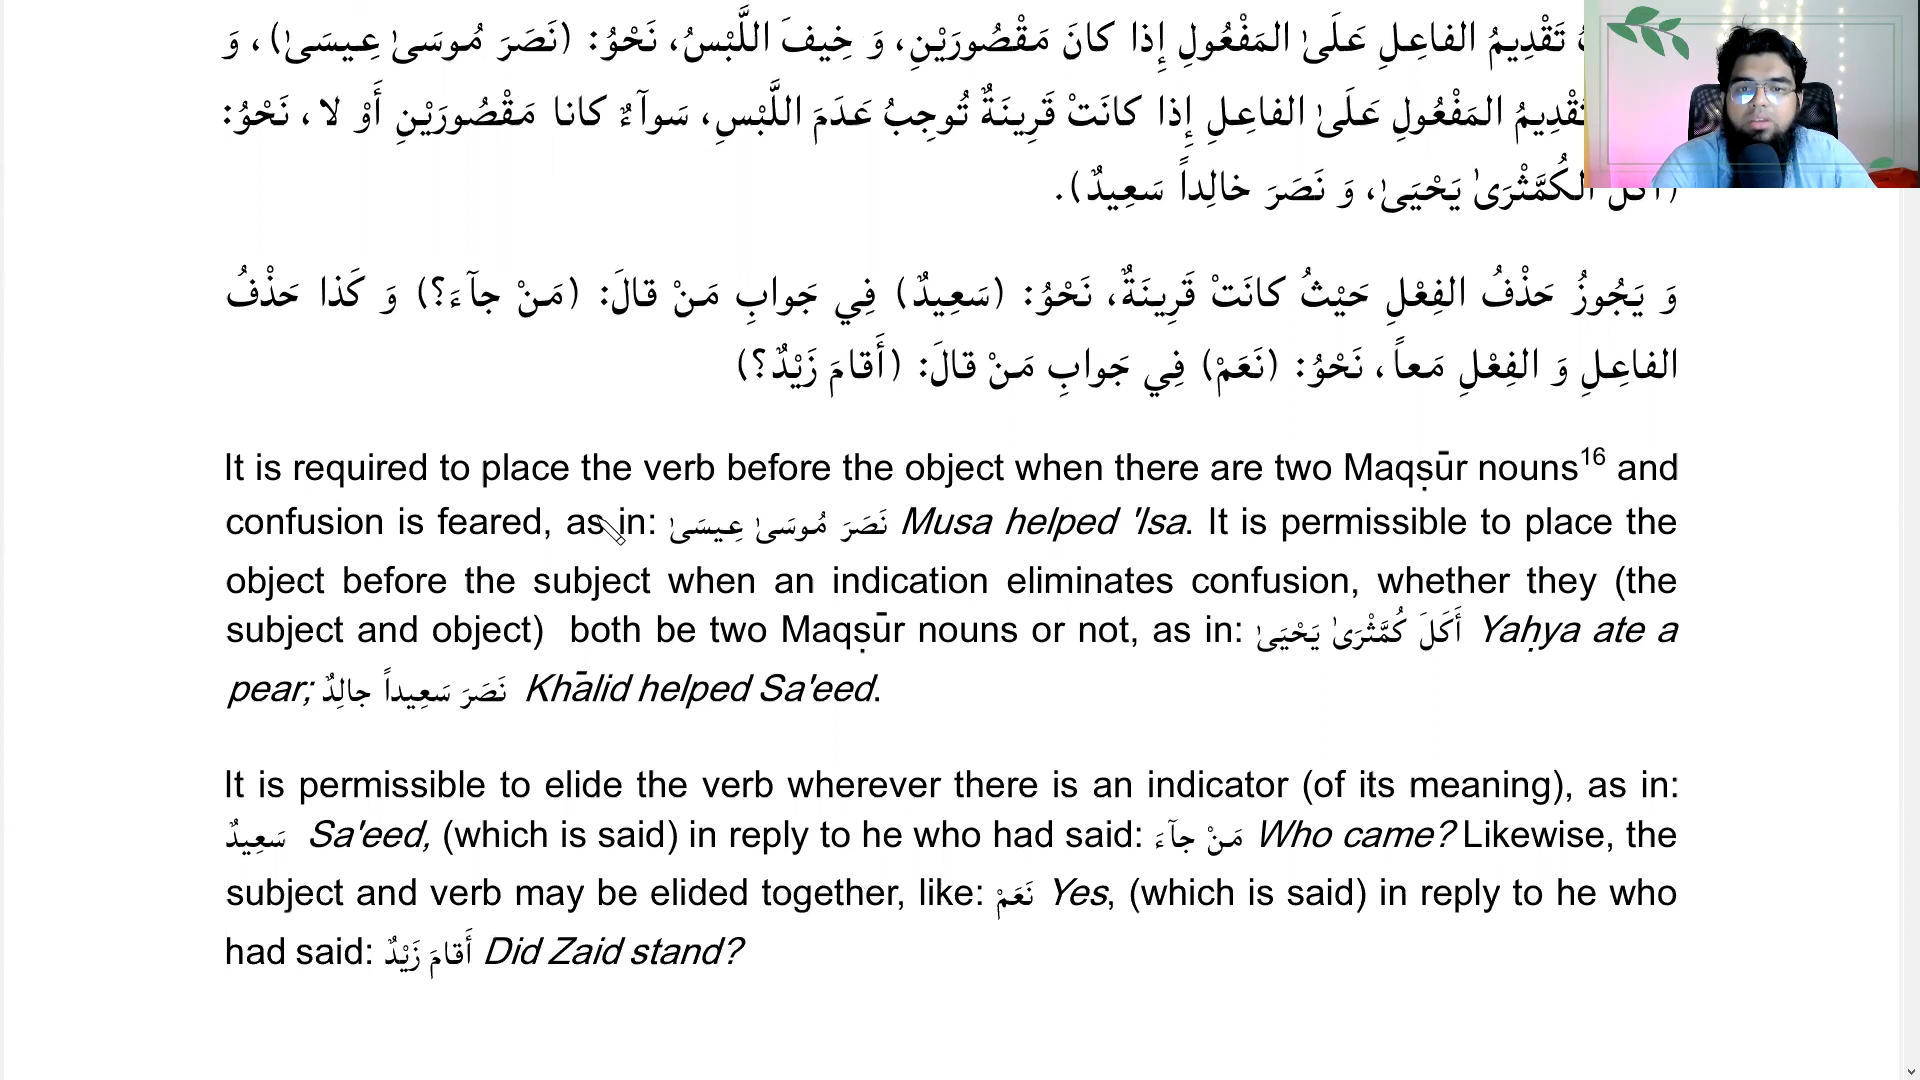 تَقْدِيمُ الفاعِلِ عَلَىٰ المَفْعُولِ إِذا كانَ مَقْصُورَيْنِ، وَ خِيفَ اللَّبْسُ، نَحْوُ: (نَصَرَ مُوسَىٰ عِيسَىٰ)، وَ
المَفْعُولِ عَلَىٰ الفاعِلِ إِذا كانَتْ قَرِينَةٌ تُوجِبُ عَدَمَ اللَّبْسِ، سَوآءٌ كانا مَقْصُورَيْنِ أَوْ لا، نَحْوُ:
الكُمَّثْرَىٰ يَحْيَىٰ، وَ نَصَرَ خالِداً سَعِيدٌ).
وَ يَجُوزُ حَذْفُ الفِعْلِ حَيْثُ كانَتْ قَرِينَةٌ، نَحْوُ: (سَعِيدٌ) فِي جَوابِ مَنْ قالَ: (مَنْ جآءَ؟) وَ كَذا حَذْفُ
الفاعِلِ وَ الفِعْلِ مَعاً، نَحْوُ: (نَعَمْ) فِي جَوابِ مَنْ قالَ: (أَقامَ زَيْدٌ؟)
It is required to place the verb before the object when there are two Maqṣūr nouns16 and
confusion is feared, as in: نَصَرَ مُوسَىٰ عِيسَىٰ Musa helped 'Isa. It is permissible to place the
object before the subject when an indication eliminates confusion, whether they (the
subject and object) both be two Maqṣūr nouns or not, as in: أَكَلَ كُمَّثْرَىٰ يَحْيَىٰ Yaḥya ate a
pear; نَصَرَ سَعِيداً جالِدٌ Khālid helped Sa'eed.
It is permissible to elide the verb wherever there is an indicator (of its meaning), as in:
سَعِيدٌ Sa'eed, (which is said) in reply to he who had said: مَنْ جآءَ Who came? Likewise, the
subject and verb may be elided together, like: نَعَمْ Yes, (which is said) in reply to he who
had said: أَقامَ زَيْدٌ Did Zaid stand?